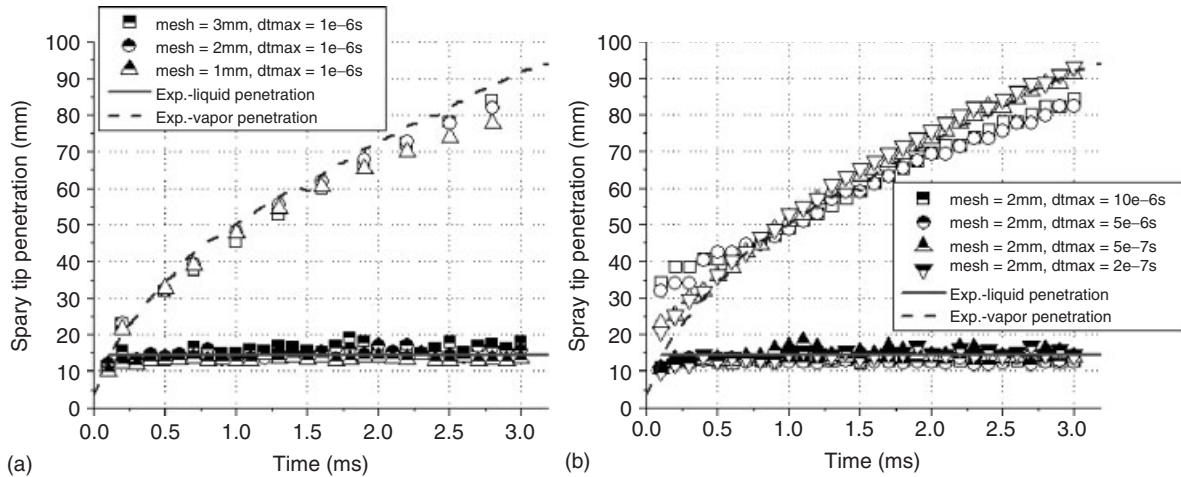 mesh = 3mm, dtmax = 1e–6s
mesh = 2mm, dtmax = 1e–6s
mesh = 1mm, dtmax = 1e–6s
Exp.-liquid penetration
Exp.-vapor penetration
100
90
80
70
60
50
40
30
20
10
0
Spary tip penetration (mm)
0.0
0.5
1.0
1.5
2.0
2.5
3.0
Time (ms)
(a)
100
90
80
70
60
50
40
30
20
10
0
Spray tip penetration (mm)
mesh = 2mm, dtmax = 10e–6s
mesh = 2mm, dtmax = 5e–6s
mesh = 2mm, dtmax = 5e–7s
mesh = 2mm, dtmax = 2e–7s
Exp.-liquid penetration
Exp.-vapor penetration
0.0
0.5
1.0
1.5
2.0
2.5
3.0
Time (ms)
(b)